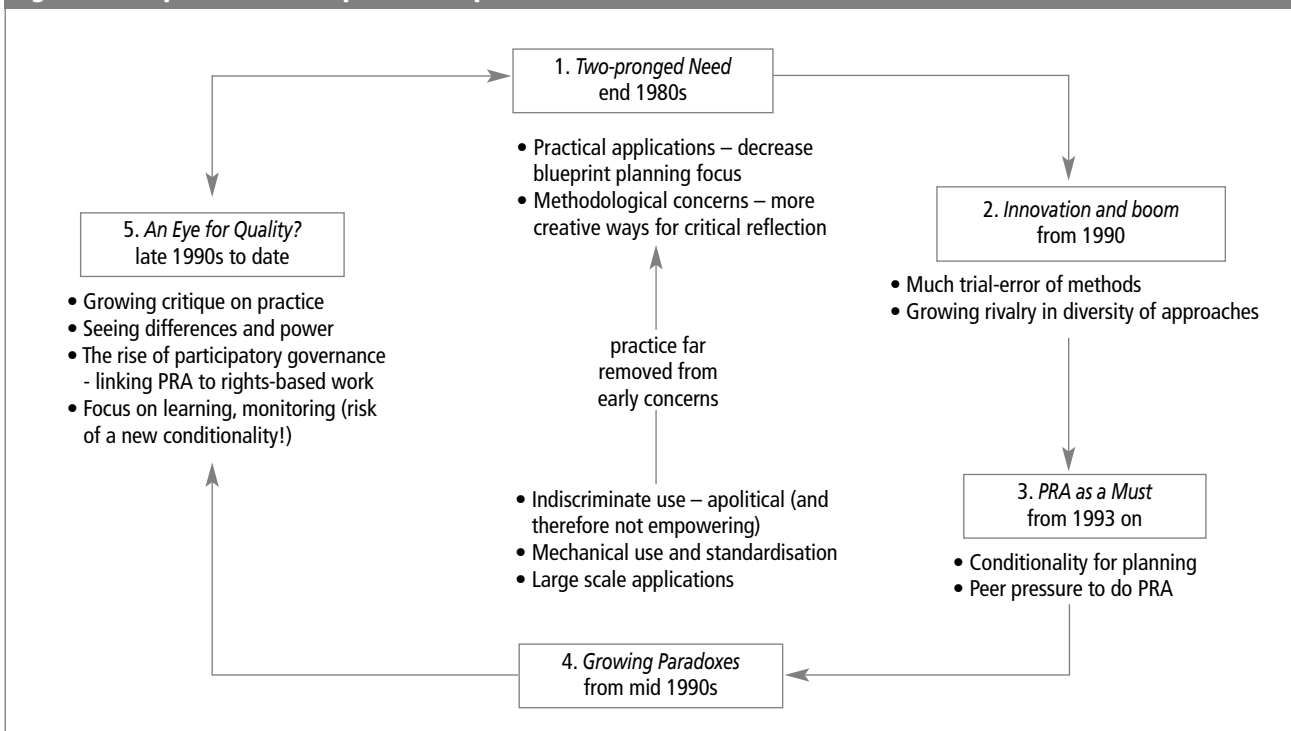 1. Two-pronged Need
end 1980s
• Practical applications – decrease
blueprint planning focus
• Methodological concerns – more
creative ways for critical reflection
2. Innovation and boom
from 1990
• Much trial-error of methods
• Growing rivalry in diversity of approaches
3. PRA as a Must
from 1993 on
• Conditionality for planning
• Peer pressure to do PRA
4. Growing Paradoxes
from mid 1990s
• Indiscriminate use – apolitical (and
therefore not empowering)
• Mechanical use and standardisation
• Large scale applications
practice far
removed from
early concerns
5. An Eye for Quality?
late 1990s to date
• Growing critique on practice
• Seeing differences and power
• The rise of participatory governance
- linking PRA to rights-based work
• Focus on learning, monitoring (risk
of a new conditionality!)